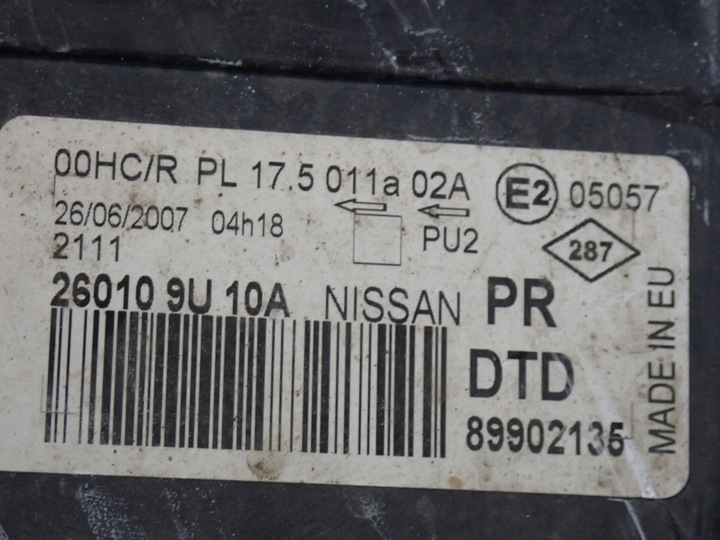 00HC/R PL 17.5 011a 02A E2 05057
26/06/2007 04h18 PU2 287
2111
26010 9U 10A NISSAN PR
DTD
89902135
MADE IN EU